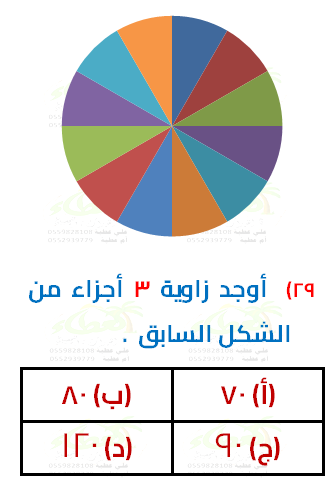 ٢٩) أوجد زاوية ٣ أجزاء من
الشكل السابق .
(أ) ٧٠ (ب) ٨٠
(ج) ٩٠ (د) ١٢٠